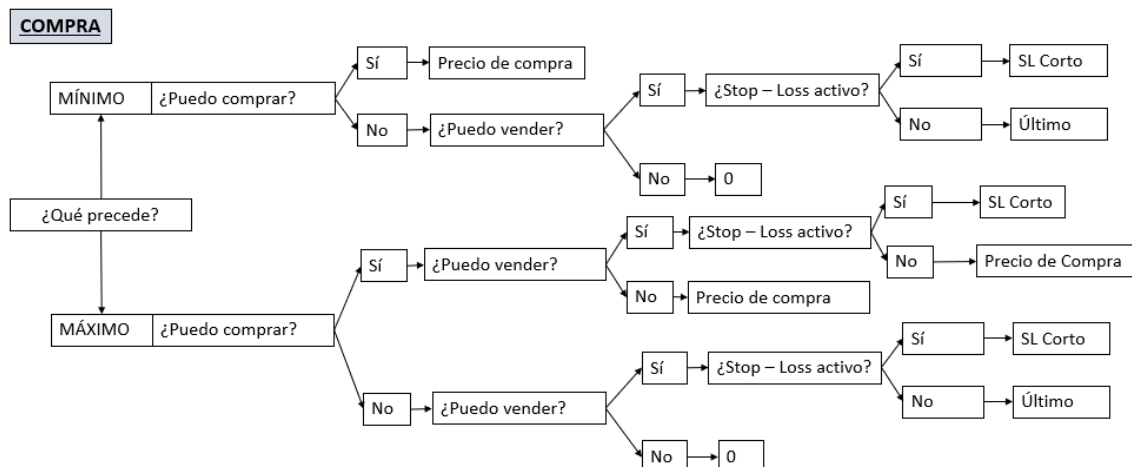 COMPRA
Sí
Precio de compra
Sí
SL Corto
MÍNIMO
¿Puedo comprar?
Sí
¿Stop – Loss activo?
No
¿Puedo vender?
No
Último
No
0
¿Qué precede?
Sí
SL Corto
Sí
¿Stop – Loss activo?
Sí
¿Puedo vender?
No
Precio de Compra
No
Precio de compra
MÁXIMO
¿Puedo comprar?
Sí
SL Corto
Sí
¿Stop – Loss activo?
No
¿Puedo vender?
No
Último
No
0